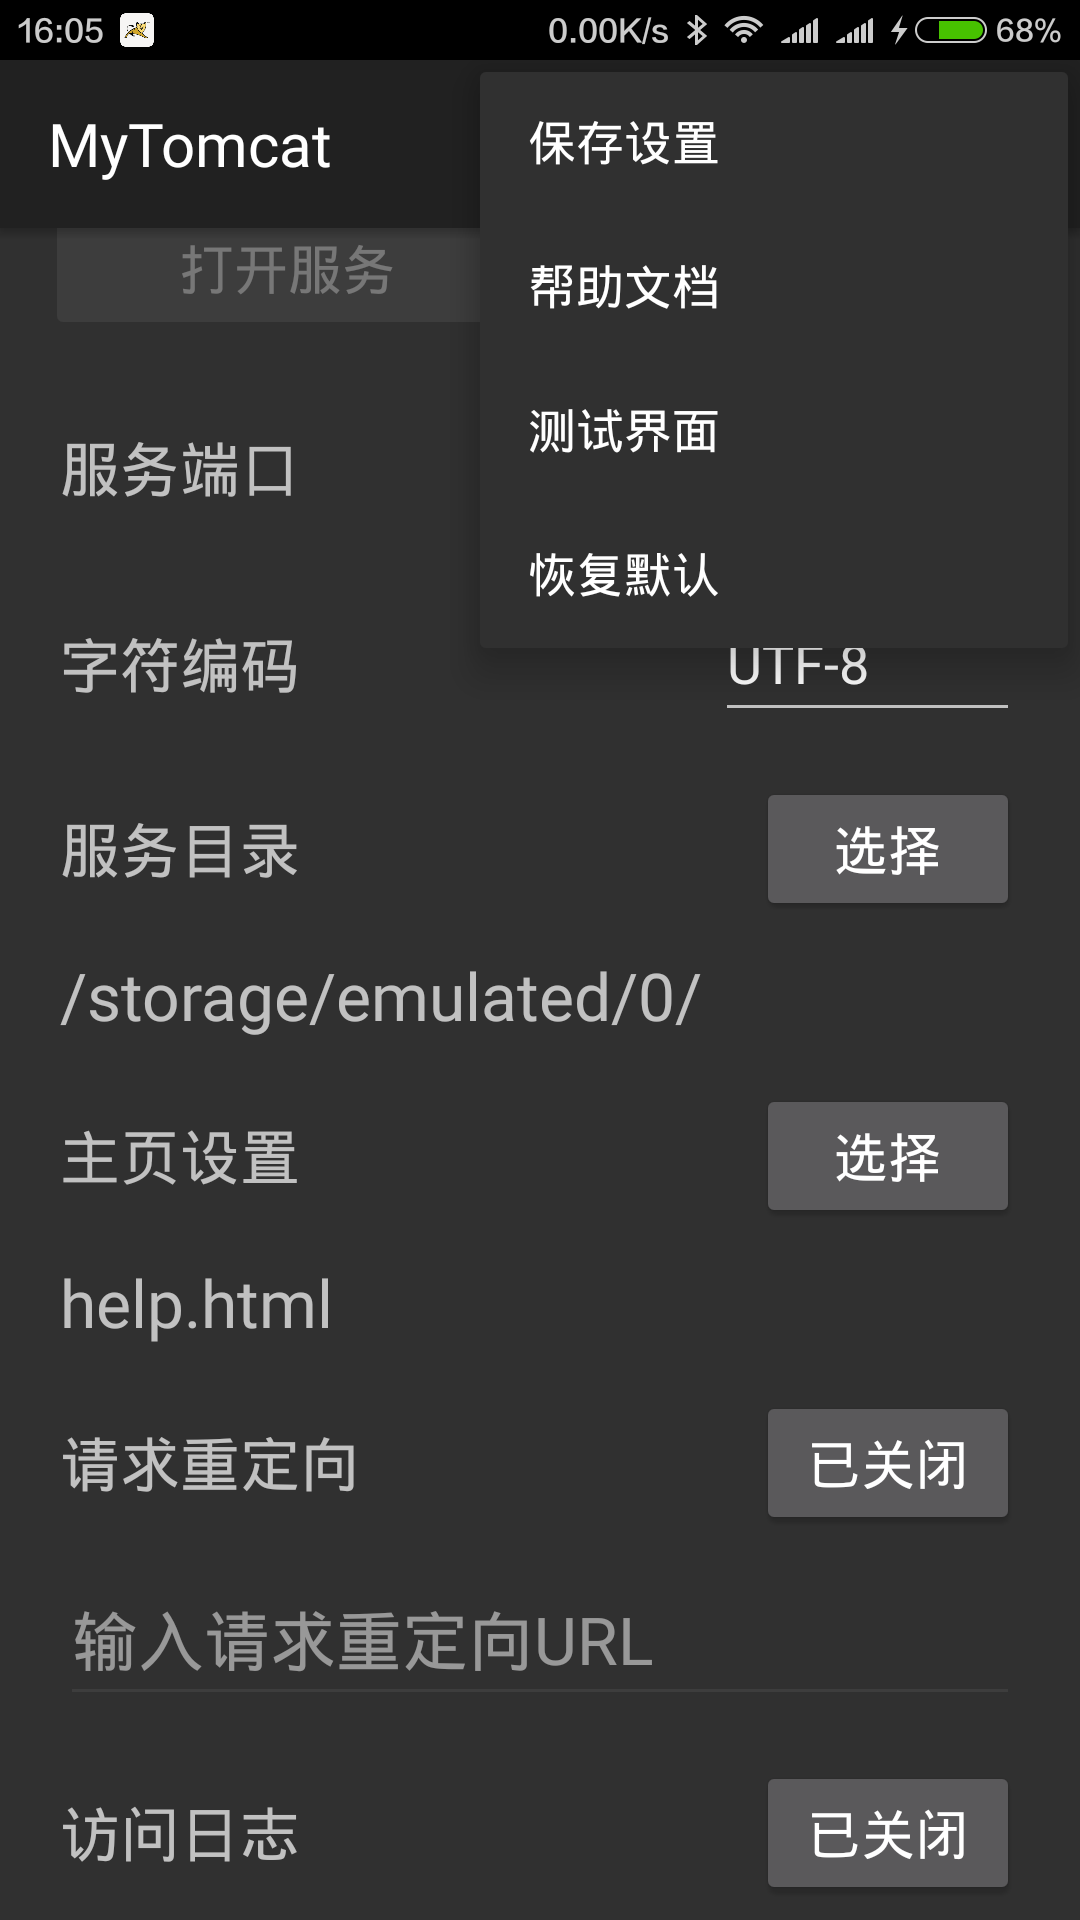 16:05 0.00K/s 68%
MyTomcat
保存设置
帮助文档
测试界面
恢复默认
打开服务
服务端口
字符编码 UTF-8
服务目录 选择
/storage/emulated/0/
主页设置 选择
help.html
请求重定向 已关闭
输入请求重定向URL
访问日志 已关闭